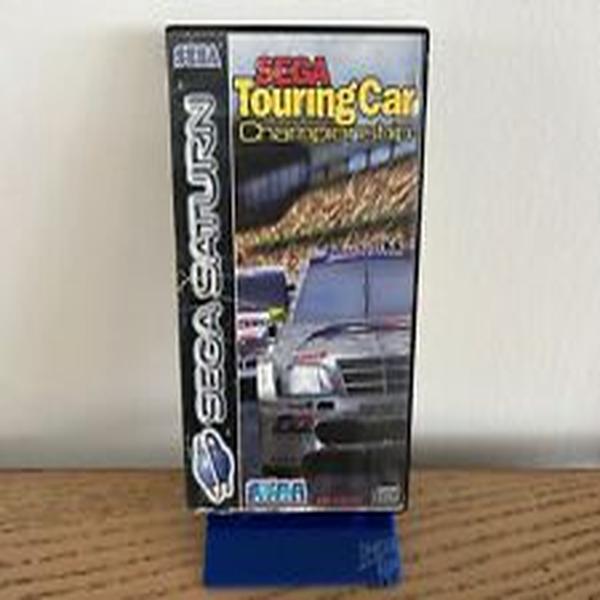 SEGA
SEGA SATURN
SEGA
Touring Car
Championship
SEGA